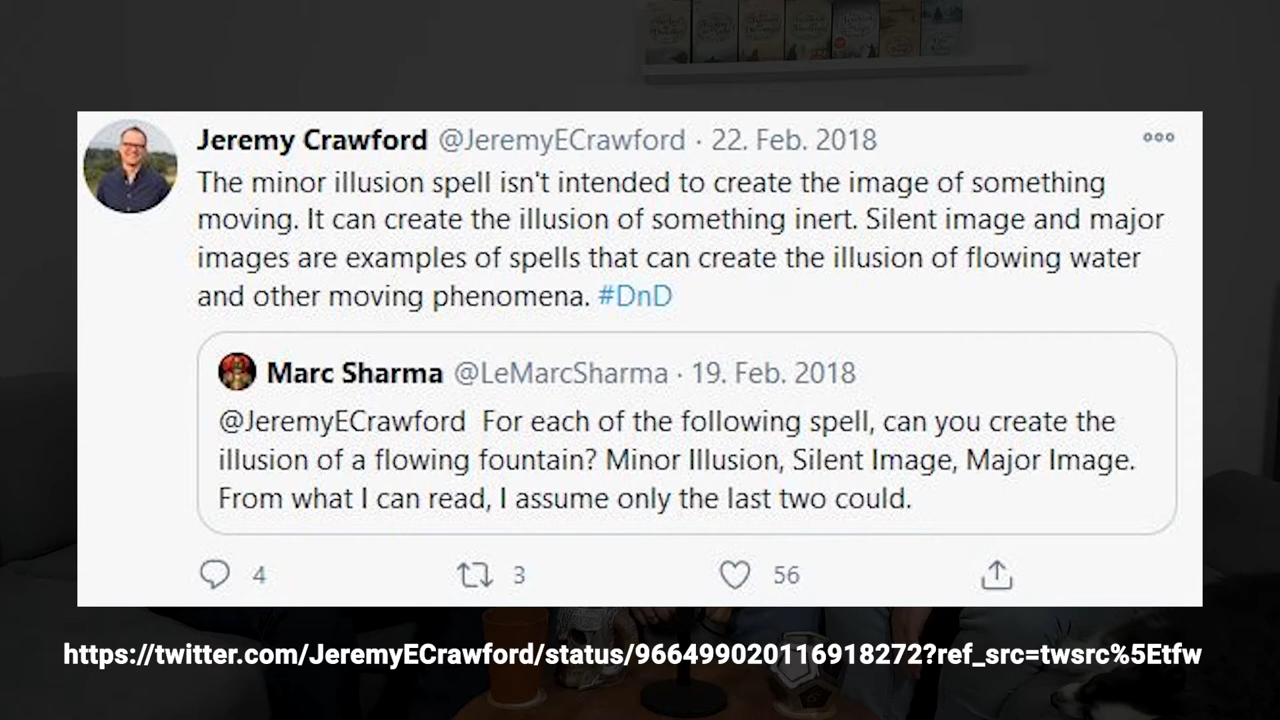 Jeremy Crawford @JeremyECrawford · 22. Feb. 2018
The minor illusion spell isn't intended to create the image of something
moving. It can create the illusion of something inert. Silent image and major
images are examples of spells that can create the illusion of flowing water
and other moving phenomena. #DnD
Marc Sharma @LeMarcSharma · 19. Feb. 2018
@JeremyECrawford For each of the following spell, can you create the
illusion of a flowing fountain? Minor Illusion, Silent Image, Major Image.
From what I can read, I assume only the last two could.
4 3 56
https://twitter.com/JeremyECrawford/status/966499020116918272?ref_src=twsrc%5Etfw